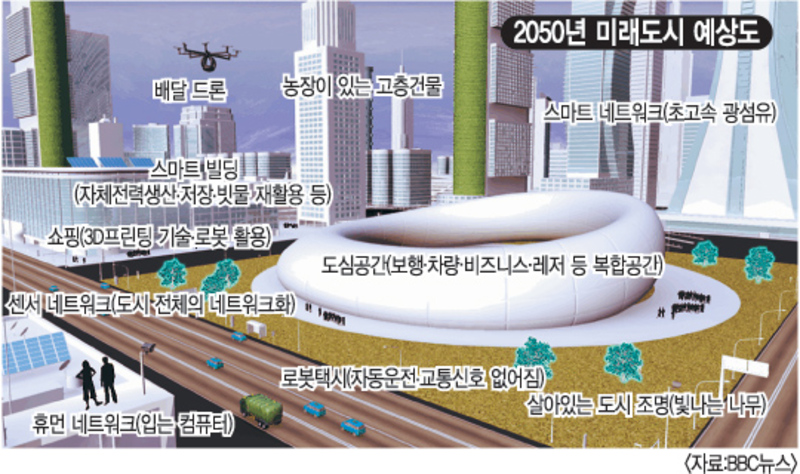 2050년 미래도시 예상도
배달 드론
농장이 있는 고층건물
스마트 네트워크(초고속 광섬유)
스마트 빌딩
(자체전력생산·저장·빗물 재활용 등)
쇼핑(3D프린팅 기술·로봇 활용)
도심공간(보행·차량·비즈니스·레저 등 복합공간)
센서 네트워크(도시 전체의 네트워크화)
로봇택시(자동운전·교통신호 없어짐)
살아있는 도시 조명(빛나는 나무)
휴먼 네트워크(입는 컴퓨터)
〈자료:BBC뉴스〉